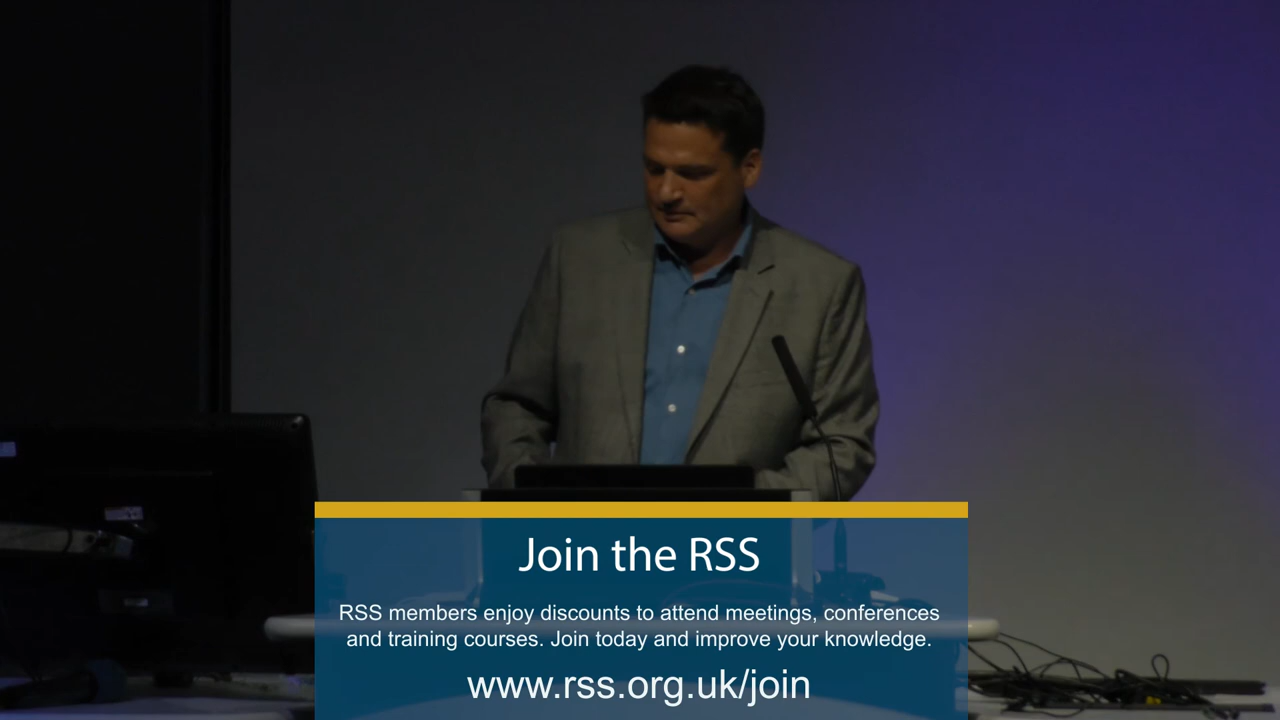 Join the RSS
RSS members enjoy discounts to attend meetings, conferences
and training courses. Join today and improve your knowledge.
www.rss.org.uk/join